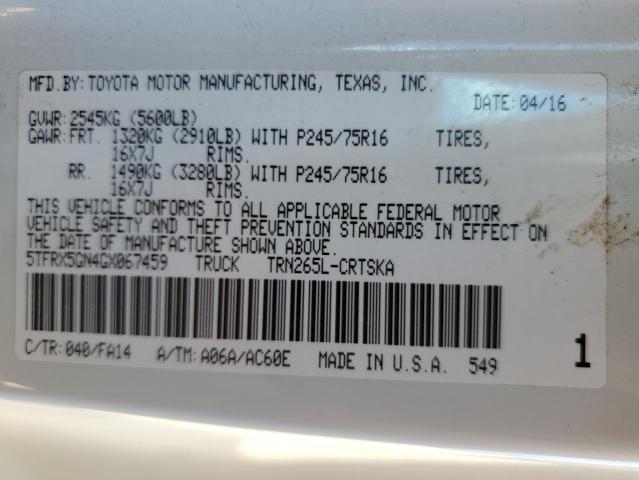 MFD.BY: TOYOTA MOTOR MANUFACTURING, TEXAS, INC.
DATE: 04/16
GVWR: 2545KG (5600LB)
GAWR: FRT. 1320KG (2910LB) WITH P245/75R16 TIRES,
16X7J RIMS.
RR. 1490KG (3280LB) WITH P245/75R16 TIRES,
16X7J RIMS.
THIS VEHICLE CONFORMS TO ALL APPLICABLE FEDERAL MOTOR
VEHICLE SAFETY AND THEFT PREVENTION STANDARDS IN EFFECT ON
THE DATE OF MANUFACTURE SHOWN ABOVE.
5TFRX5GN4GX067459 TRUCK TRN265L-CRTSKA
C/TR: 040/FA14 A/TM: A06A/AC60E MADE IN U.S.A. 549 1